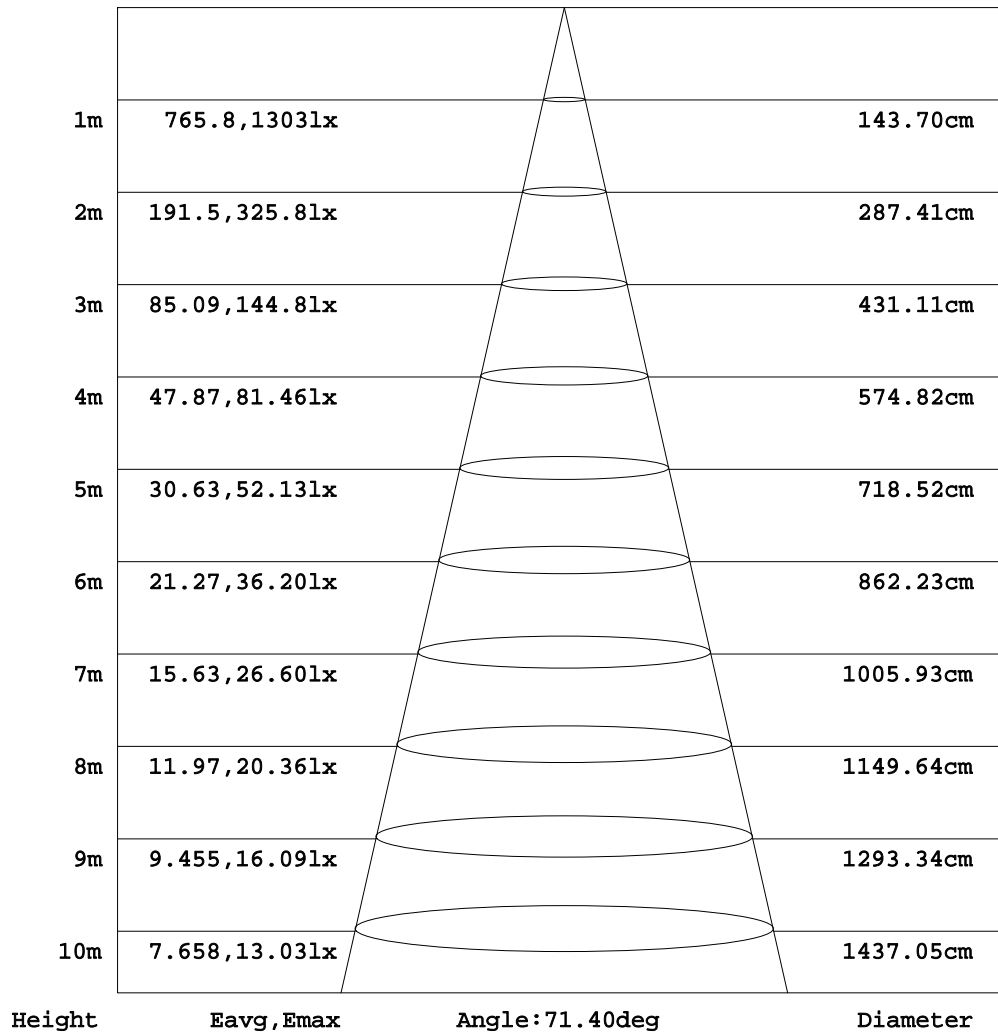 1m 765.8,1303lx 143.70cm
2m 191.5,325.8lx 287.41cm
3m 85.09,144.8lx 431.11cm
4m 47.87,81.46lx 574.82cm
5m 30.63,52.13lx 718.52cm
6m 21.27,36.20lx 862.23cm
7m 15.63,26.60lx 1005.93cm
8m 11.97,20.36lx 1149.64cm
9m 9.455,16.09lx 1293.34cm
10m 7.658,13.03lx 1437.05cm
Height Eavg,Emax Angle:71.40deg Diameter